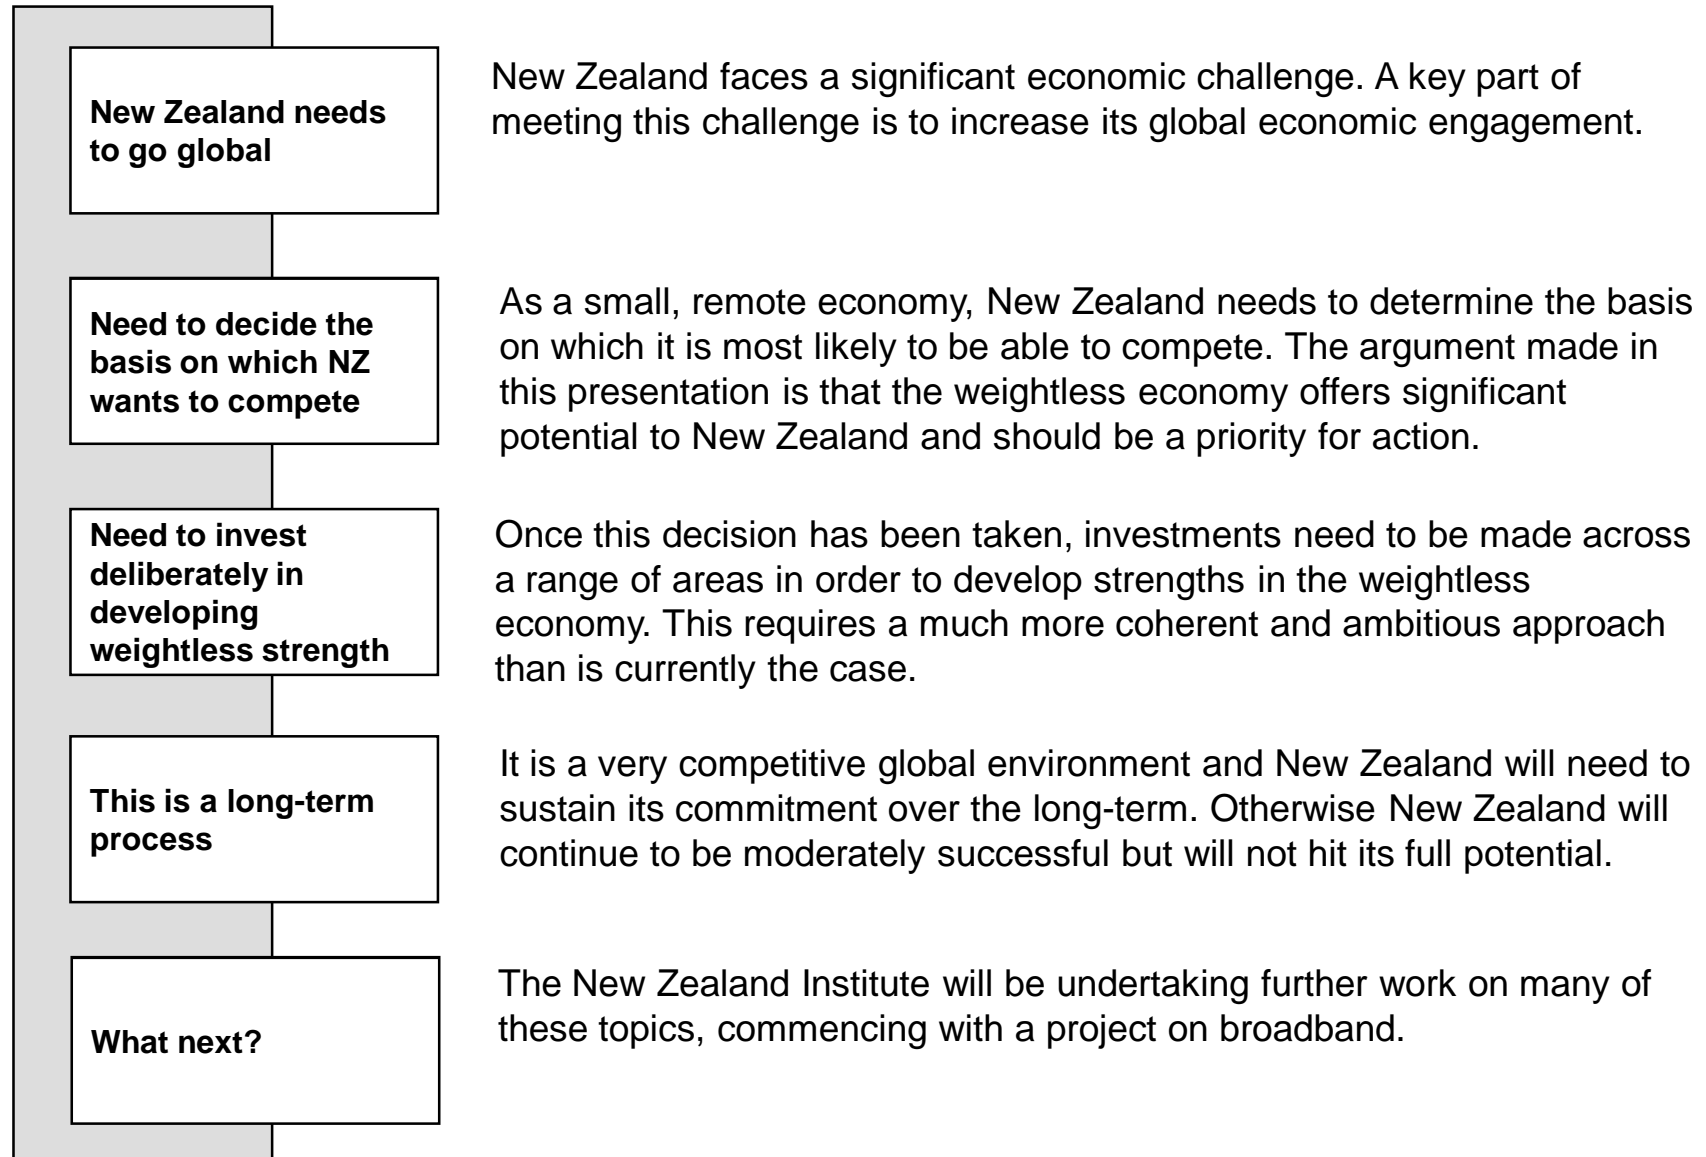 New Zealand needs
to go global
New Zealand faces a significant economic challenge. A key part of
meeting this challenge is to increase its global economic engagement.
Need to decide the
basis on which NZ
wants to compete
As a small, remote economy, New Zealand needs to determine the basis
on which it is most likely to be able to compete. The argument made in
this presentation is that the weightless economy offers significant
potential to New Zealand and should be a priority for action.
Need to invest
deliberately in
developing
weightless strength
Once this decision has been taken, investments need to be made across
a range of areas in order to develop strengths in the weightless
economy. This requires a much more coherent and ambitious approach
than is currently the case.
This is a long-term
process
It is a very competitive global environment and New Zealand will need to
sustain its commitment over the long-term. Otherwise New Zealand will
continue to be moderately successful but will not hit its full potential.
What next?
The New Zealand Institute will be undertaking further work on many of
these topics, commencing with a project on broadband.